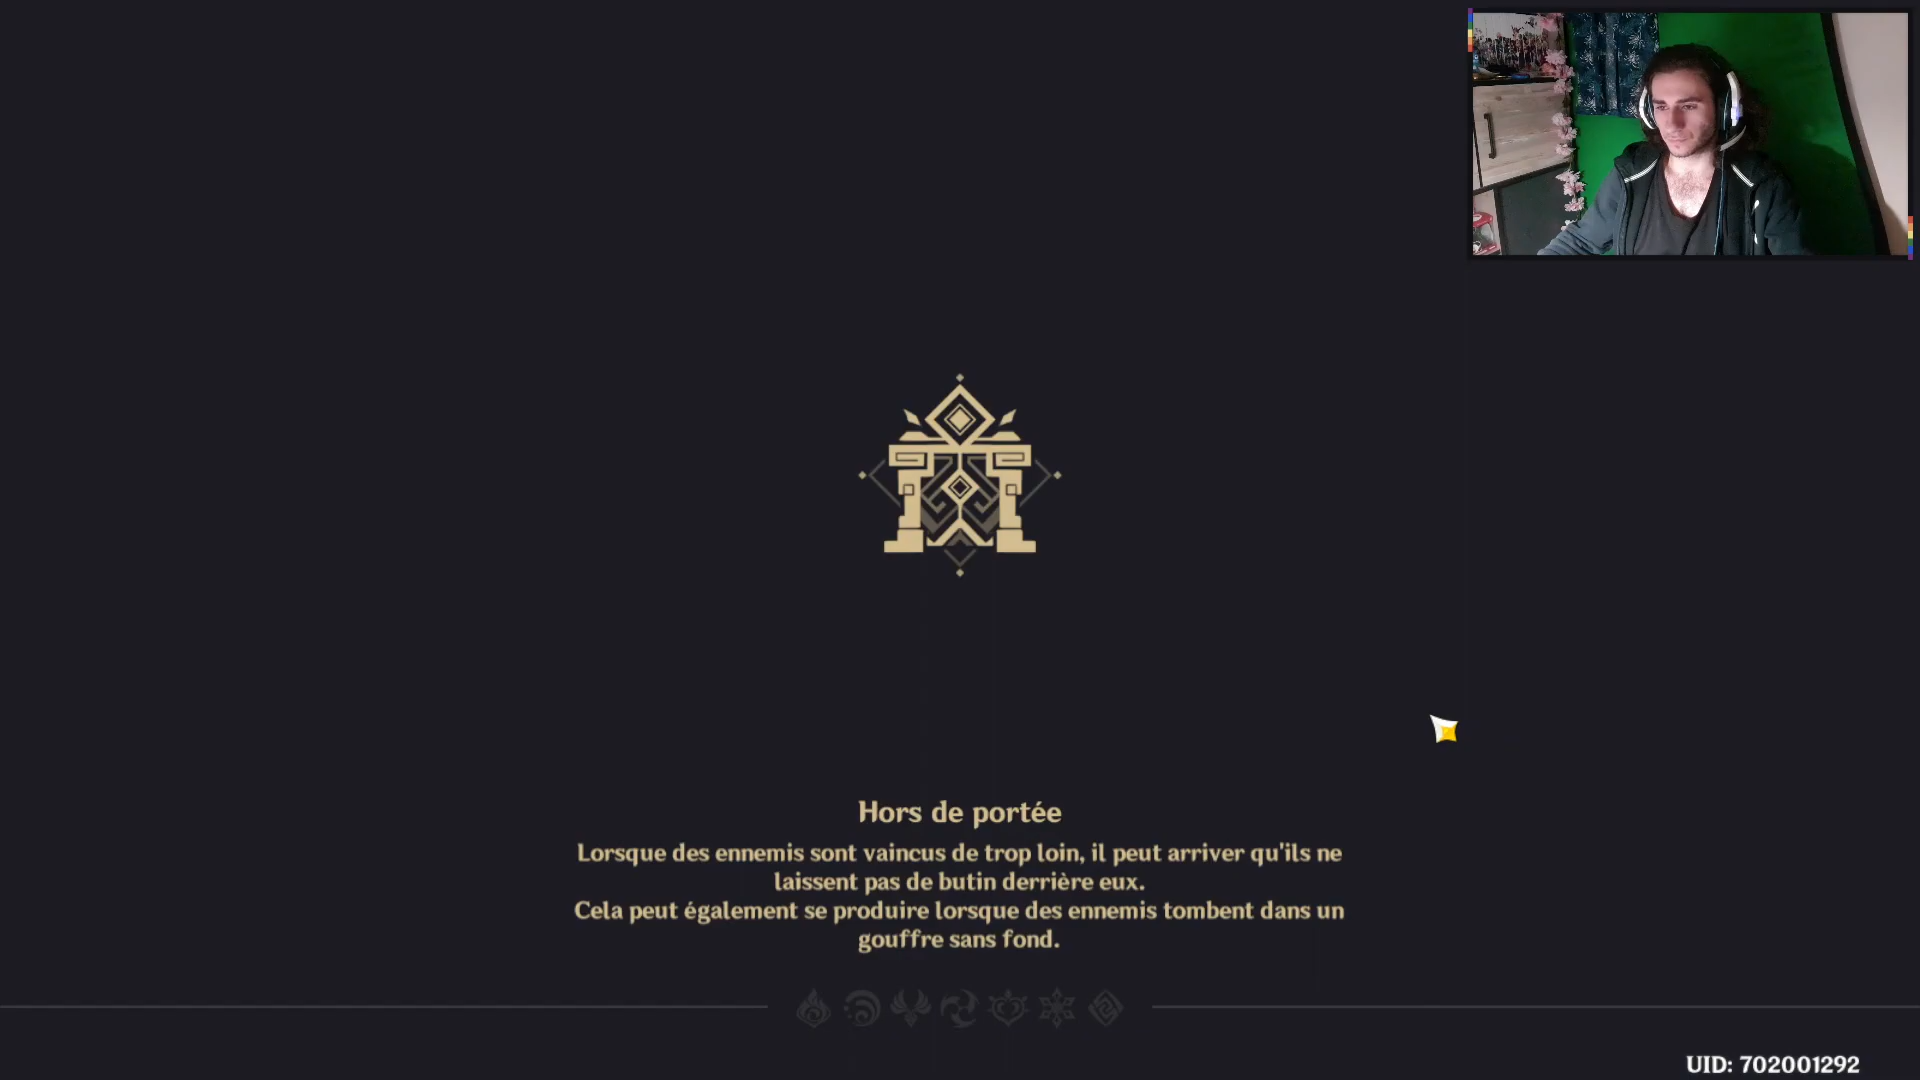 Hors de portée
Lorsque des ennemis sont vaincus de trop loin, il peut arriver qu'ils ne
laissent pas de butin derrière eux.
Cela peut également se produire lorsque des ennemis tombent dans un
gouffre sans fond.
UID: 702001292